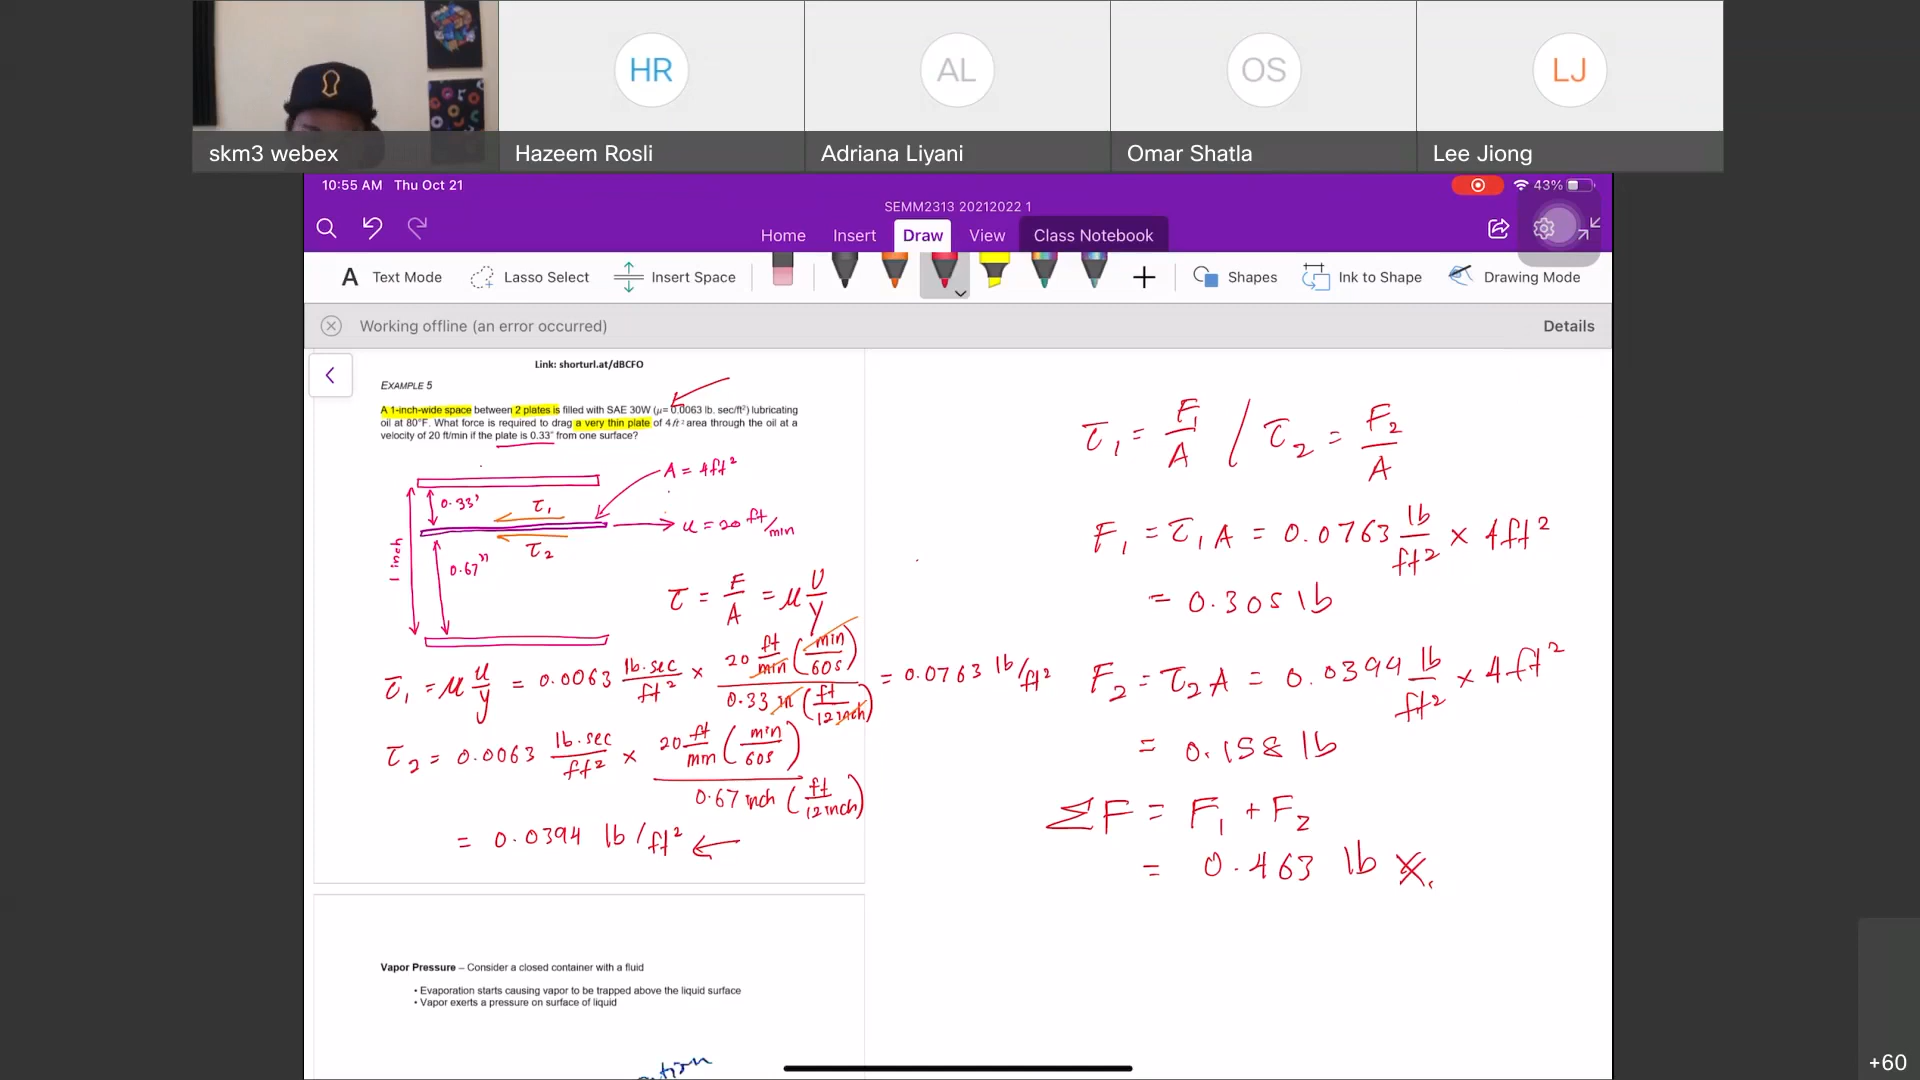 HR
AL
OS
LJ
skm3 webex
Hazeem Rosli
Adriana Liyani
Omar Shatla
Lee Jiong
10:55 AM Thu Oct 21
43%
SEMM2313 20212022 1
Home Insert Draw View Class Notebook
A Text Mode Lasso Select Insert Space Shapes Ink to Shape Drawing Mode
Working offline (an error occurred) Details
Link: shorturl.at/dBCFO
EXAMPLE 5
A 1-inch-wide space between 2 plates is filled with SAE 30W (μ= 0.0063 lb. sec/ft²) lubricating
oil at 80°F. What force is required to drag a very thin plate of 4ft² area through the oil at a
velocity of 20 ft/min if the plate is 0.33" from one surface?
A = 4ft²
0.33'
τ₁
u = 20 ft/min
τ₂
1 inch
0.67"
τ = F/A = μ U/Y
τ₁ = μ u/y = 0.0063 lb.sec/ft² × 20 ft/min (min/60s) / 0.33 in (ft/12inch) = 0.0763 lb/ft²
τ₂ = 0.0063 lb.sec/ft² × 20 ft/min (min/60s) / 0.67 inch (ft/12inch)
= 0.0394 lb/ft²
τ₁ = F₁/A / τ₂ = F₂/A
F₁ = τ₁A = 0.0763 lb/ft² × 4ft²
= 0.305 lb
F₂ = τ₂A = 0.0394 lb/ft² × 4ft²
= 0.158 lb
ΣF = F₁ + F₂
= 0.463 lb
Vapor Pressure – Consider a closed container with a fluid
• Evaporation starts causing vapor to be trapped above the liquid surface
• Vapor exerts a pressure on surface of liquid
+60